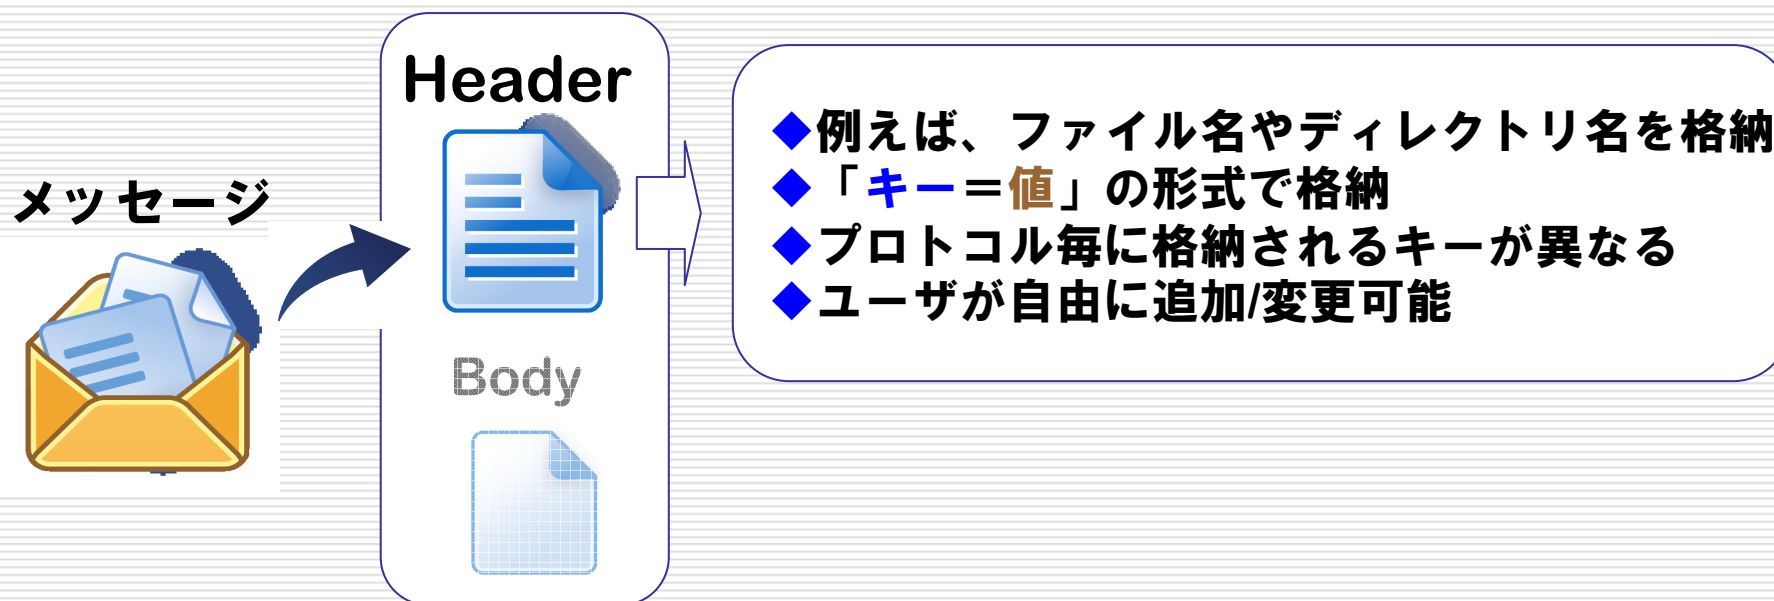 メッセージ
Header
Body
◆例えば、ファイル名やディレクトリ名を格納
◆「キー＝値」の形式で格納
◆プロトコル毎に格納されるキーが異なる
◆ユーザが自由に追加/変更可能